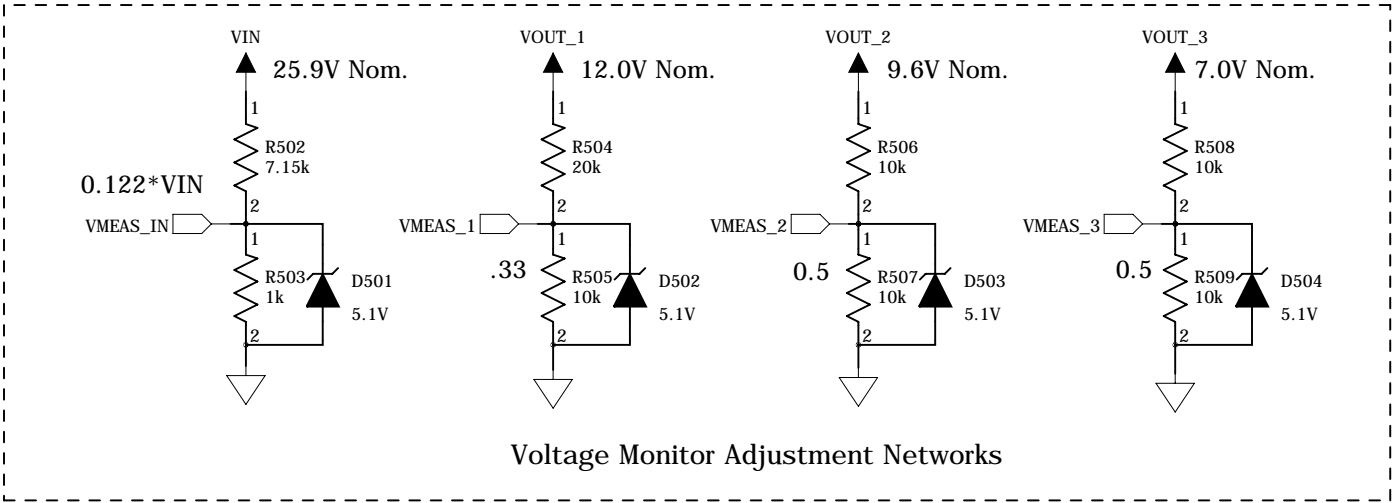 VIN
25.9V Nom.
1
R502
7.15k
0.122*VIN
2
VMEAS_IN
1
R503
1k
D501
5.1V
2
VOUT_1
12.0V Nom.
1
R504
20k
2
VMEAS_1
1
.33
R505
10k
D502
5.1V
2
VOUT_2
9.6V Nom.
1
R506
10k
2
VMEAS_2
1
0.5
R507
10k
D503
5.1V
2
VOUT_3
7.0V Nom.
1
R508
10k
2
VMEAS_3
1
0.5
R509
10k
D504
5.1V
2
Voltage Monitor Adjustment Networks